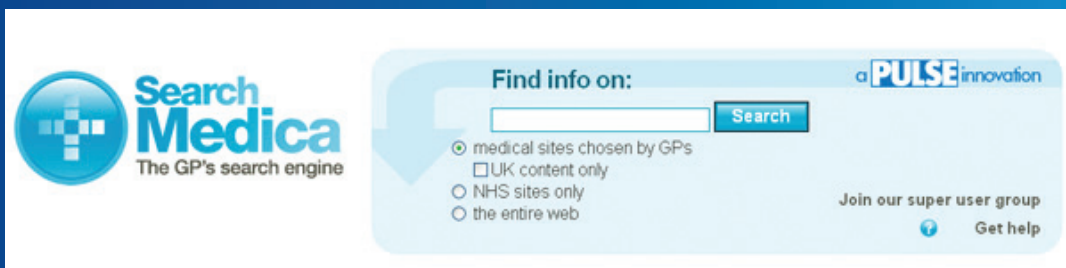 Search
Medica
The GP's search engine
Find info on:
a PULSE innovation
Search
medical sites chosen by GPs
UK content only
NHS sites only
the entire web
Join our super user group
? Get help